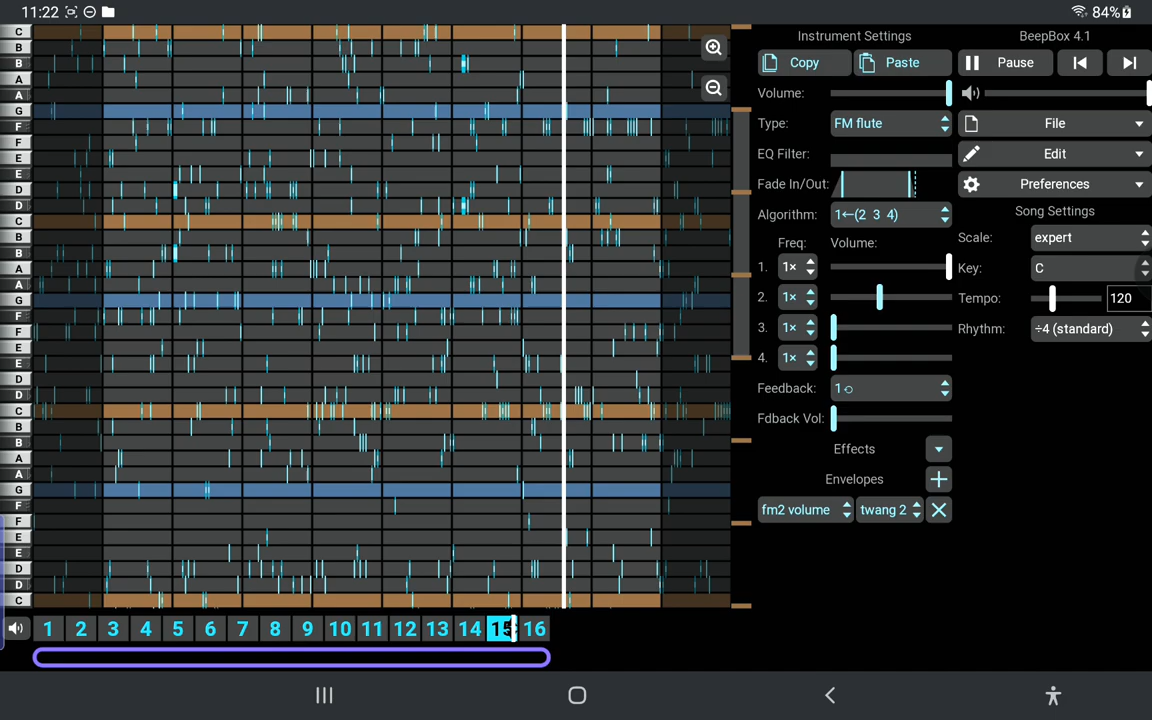 11:22 84%
Instrument Settings
BeepBox 4.1
Copy Paste Pause
Volume:
Type: FM flute File
EQ Filter: Edit
Fade In/Out: Preferences
Algorithm: 1←(2 3 4) Song Settings
Freq: Volume: Scale: expert
1. 1× Key: C
2. 1× Tempo: 120
3. 1× Rhythm: ÷4 (standard)
4. 1×
Feedback: 1⟲
Fdback Vol:
Effects
Envelopes
fm2 volume twang 2
C
B
B
A
A
G
F
F
E
E
D
D
C
B
B
A
A
G
F
F
E
E
D
D
C
B
B
A
A
G
F
F
E
E
D
D
C
1 2 3 4 5 6 7 8 9 10 11 12 13 14 15 16